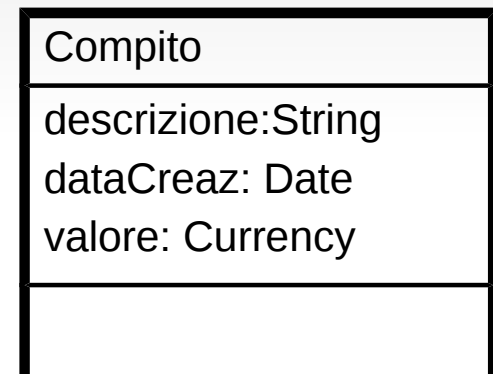 Compito
descrizione:String
dataCreaz: Date
valore: Currency